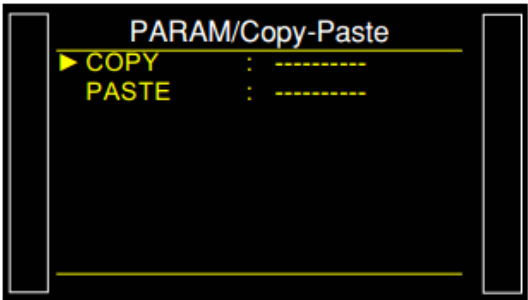 PARAM/Copy-Paste
► COPY : ----------
PASTE : ----------